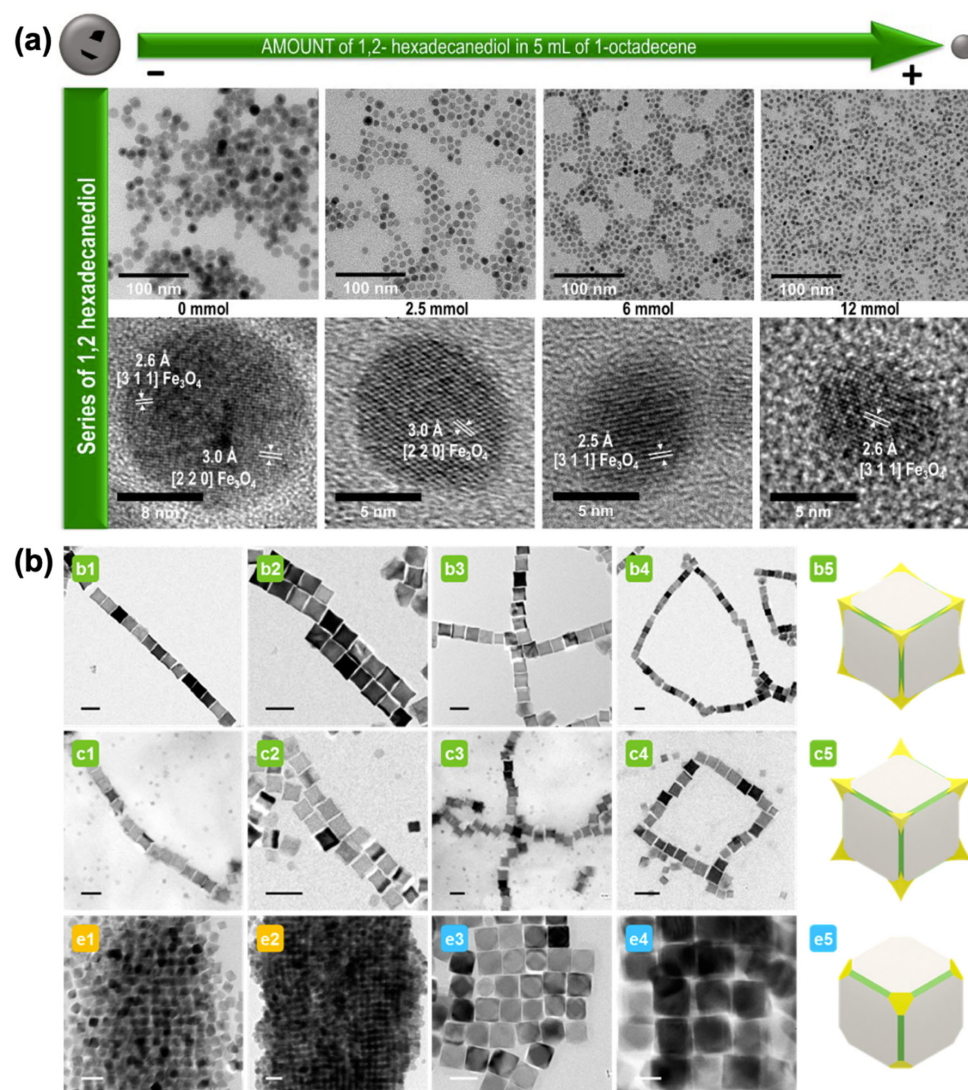 (a)
AMOUNT of 1,2- hexadecanediol in 5 mL of 1-octadecene
− +
Series of 1,2 hexadecanediol
100 nm 100 nm 100 nm 100 nm
0 mmol 2.5 mmol 6 mmol 12 mmol
2.6 Å
[3 1 1] Fe₃O₄
3.0 Å
[2 2 0] Fe₃O₄
8 nm
3.0 Å
[2 2 0] Fe₃O₄
5 nm
2.5 Å
[3 1 1] Fe₃O₄
5 nm
2.6 Å
[3 1 1] Fe₃O₄
5 nm
(b)
b1 b2 b3 b4 b5
c1 c2 c3 c4 c5
e1 e2 e3 e4 e5